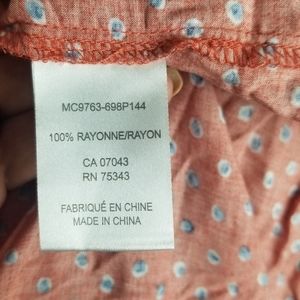 MC9763-698P144
100% RAYONNE/RAYON
CA 07043
RN 75343
FABRIQUÉ EN CHINE
MADE IN CHINA